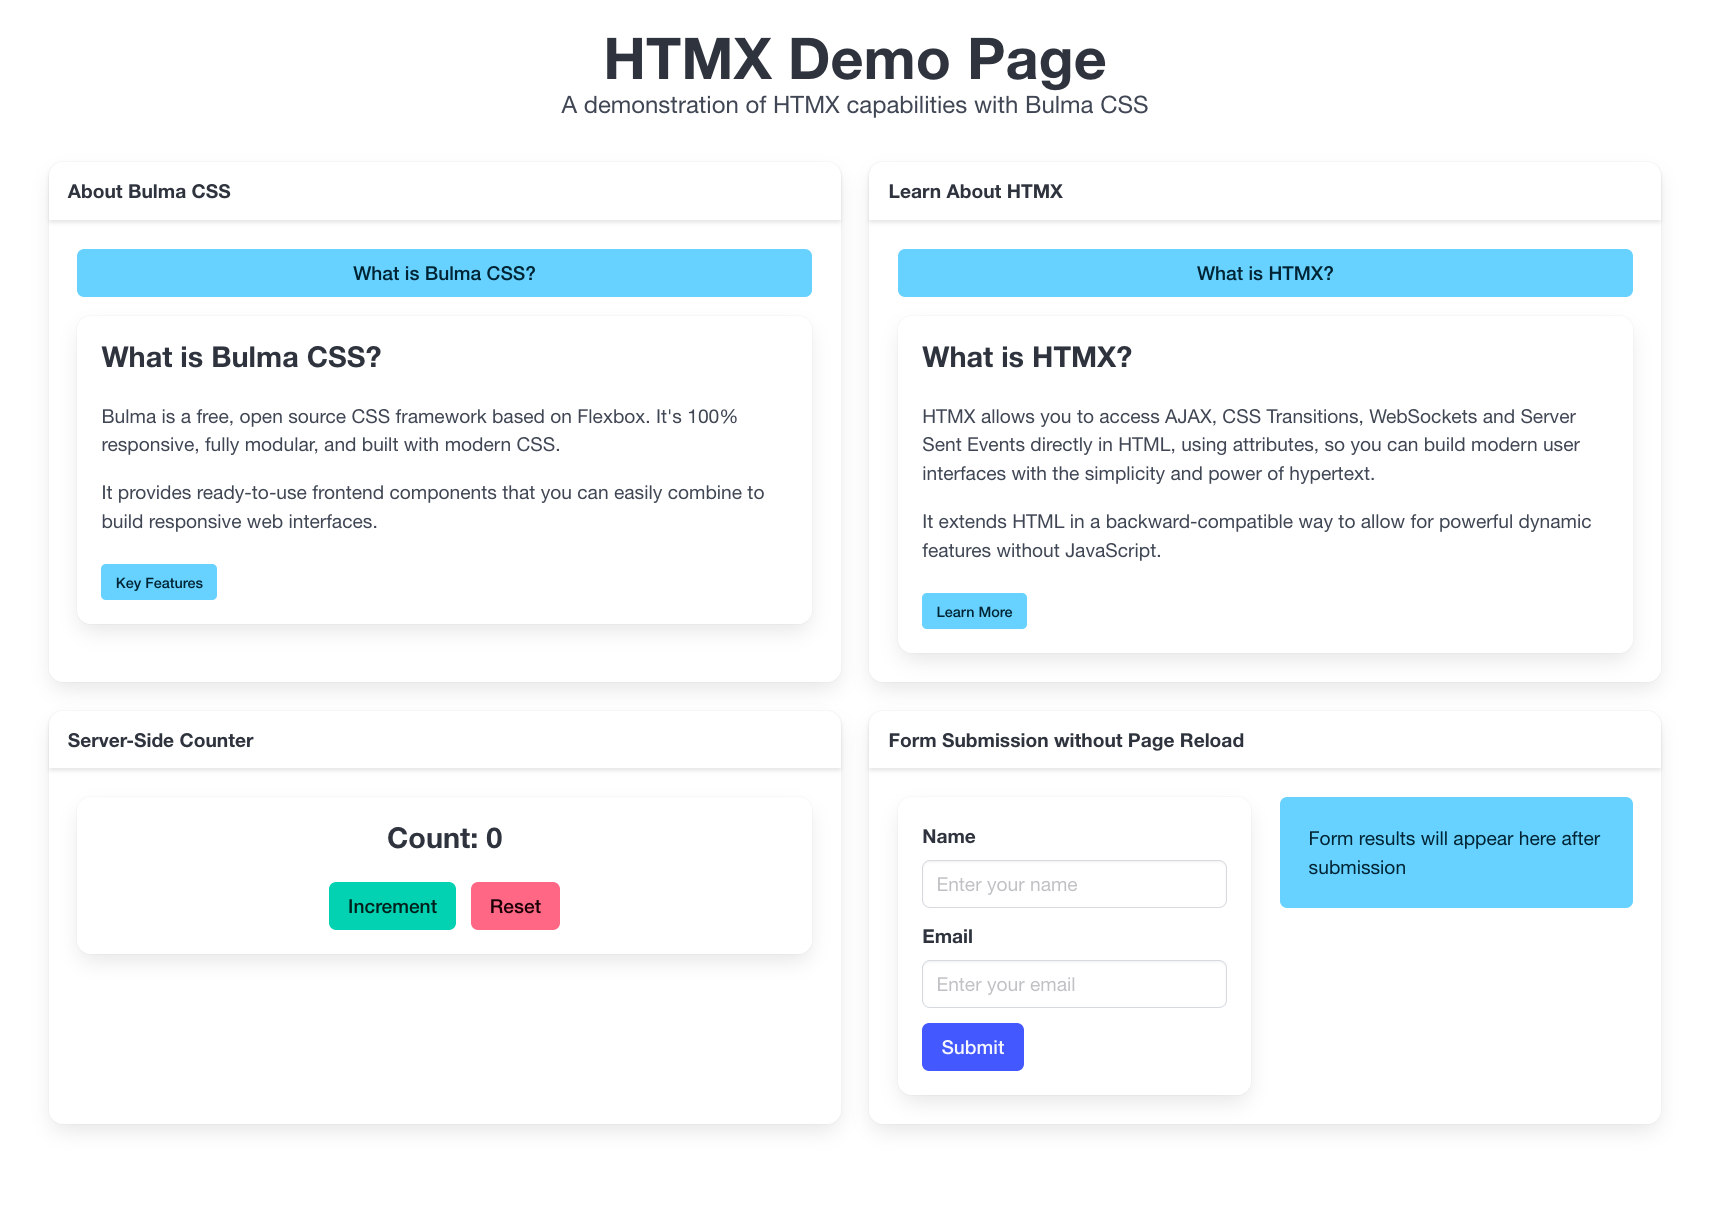 HTMX Demo Page
A demonstration of HTMX capabilities with Bulma CSS
About Bulma CSS
What is Bulma CSS?
What is Bulma CSS?
Bulma is a free, open source CSS framework based on Flexbox. It's 100%
responsive, fully modular, and built with modern CSS.
It provides ready-to-use frontend components that you can easily combine to
build responsive web interfaces.
Key Features
Learn About HTMX
What is HTMX?
What is HTMX?
HTMX allows you to access AJAX, CSS Transitions, WebSockets and Server
Sent Events directly in HTML, using attributes, so you can build modern user
interfaces with the simplicity and power of hypertext.
It extends HTML in a backward-compatible way to allow for powerful dynamic
features without JavaScript.
Learn More
Server-Side Counter
Count: 0
Increment
Reset
Form Submission without Page Reload
Name
Enter your name
Email
Enter your email
Submit
Form results will appear here after
submission